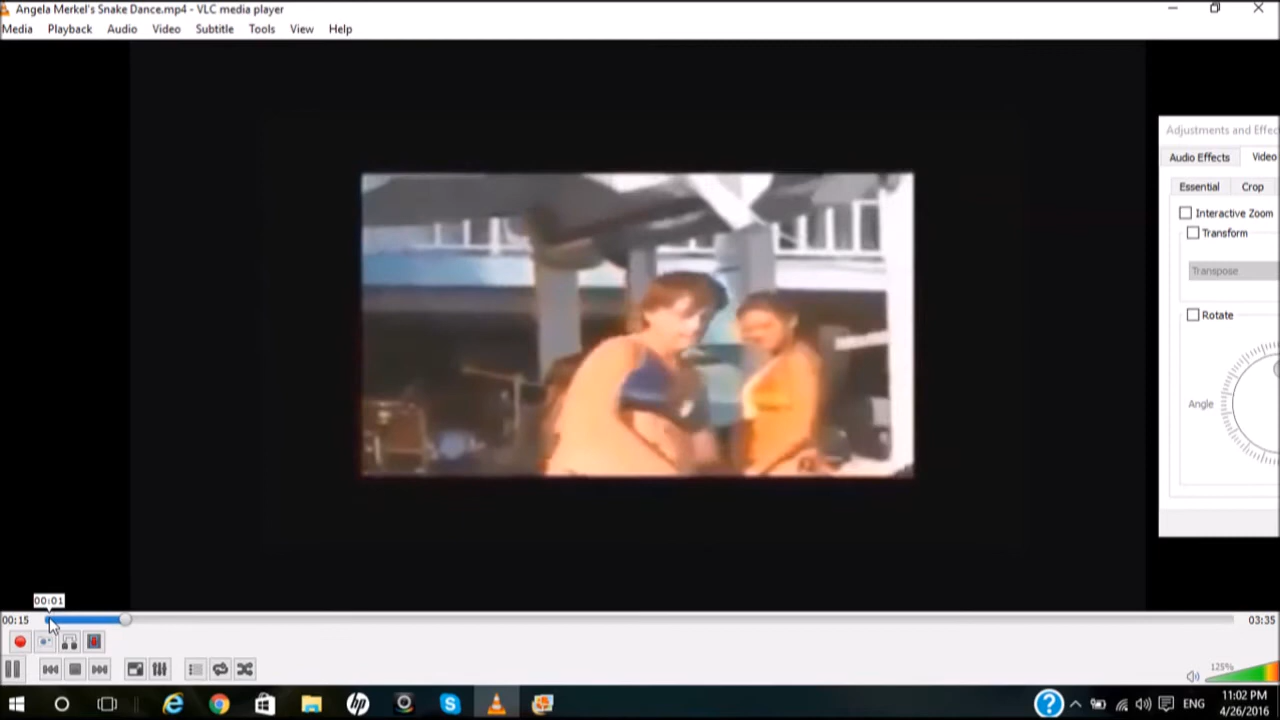 Angela Merkel's Snake Dance.mp4 - VLC media player
Media Playback Audio Video Subtitle Tools View Help
Adjustments and Effec
Audio Effects Video
Essential Crop
Interactive Zoom
Transform
Transpose
Rotate
Angle
00:01
00:15 03:35
125%
ENG 11:02 PM
4/26/2016